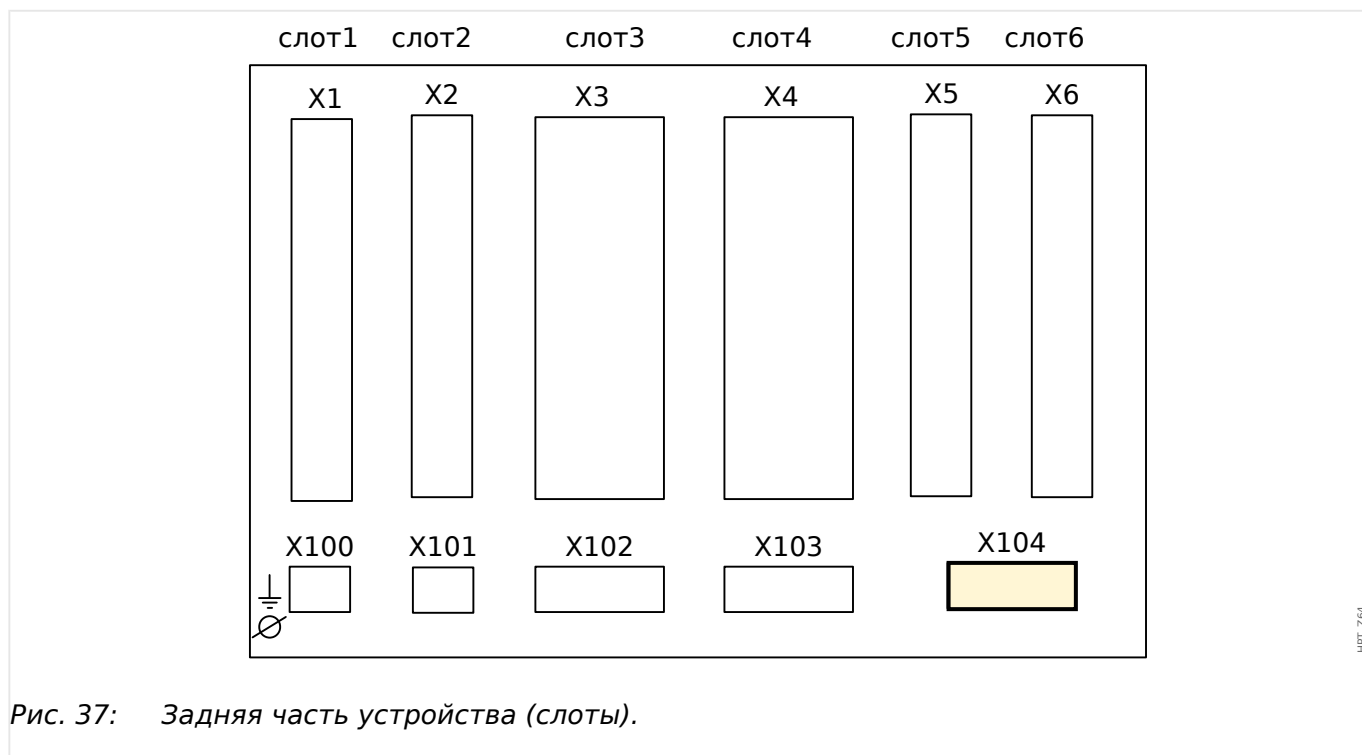 слот1 слот2 слот3 слот4 слот5 слот6
X1 X2 X3 X4 X5 X6
X100 X101 X102 X103 X104
Рис. 37: Задняя часть устройства (слоты).